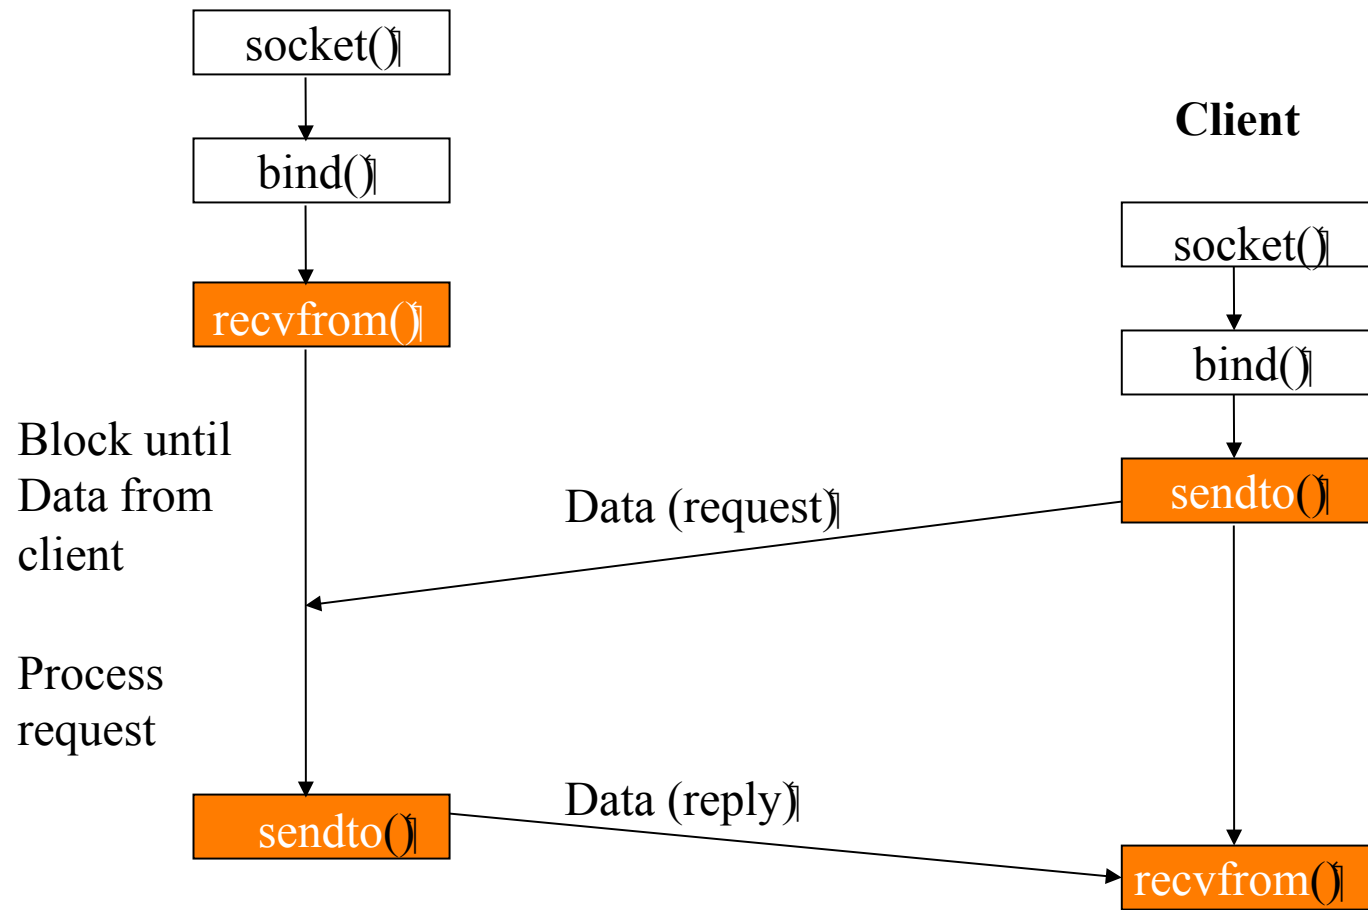 socket()
bind()
recvfrom()
Block until
Data from
client
Process
request
sendto()
Data (request)
Data (reply)
Client
socket()
bind()
sendto()
recvfrom()